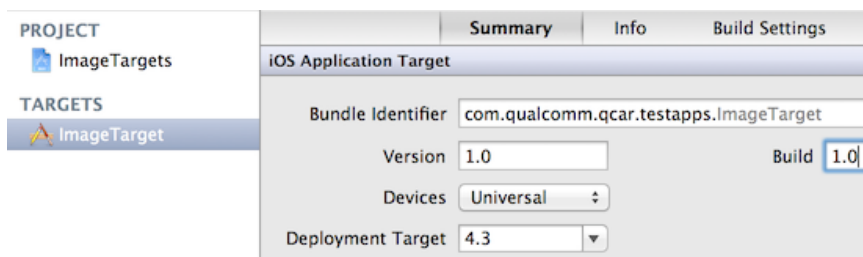 PROJECT
ImageTargets
TARGETS
ImageTarget
Summary Info Build Settings
iOS Application Target
Bundle Identifier com.qualcomm.qcar.testapps.ImageTarget
Version 1.0 Build 1.0
Devices Universal
Deployment Target 4.3